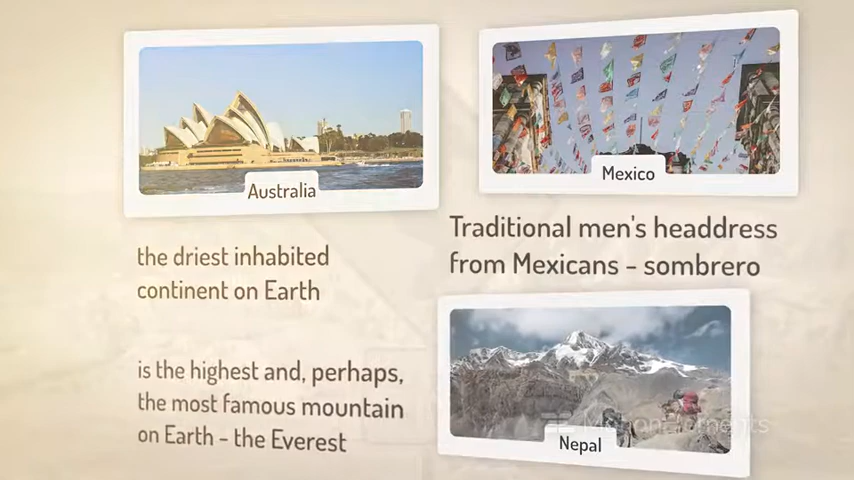 Australia
the driest inhabited
continent on Earth
Mexico
Traditional men's headdress
from Mexicans - sombrero
is the highest and, perhaps,
the most famous mountain
on Earth - the Everest
Nepal